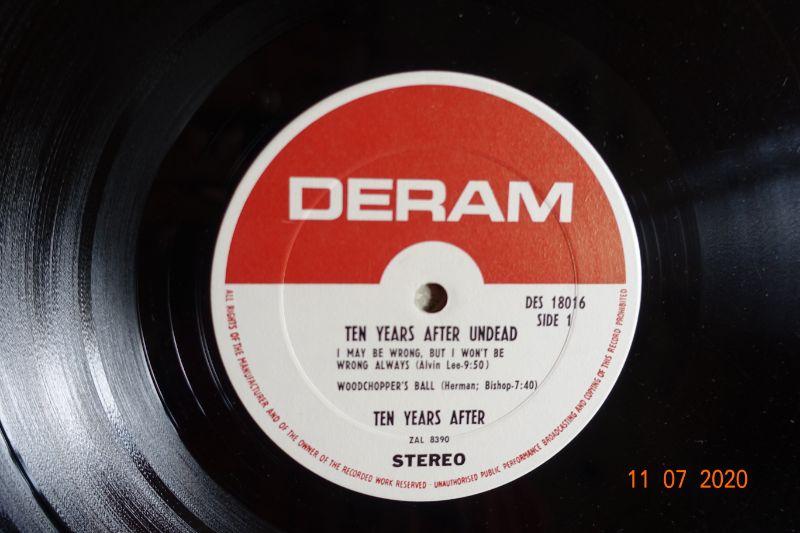 DERAM
DES 18016
SIDE 1
TEN YEARS AFTER UNDEAD
I MAY BE WRONG, BUT I WON'T BE
WRONG ALWAYS (Alvin Lee-9:50)
WOODCHOPPER'S BALL (Herman; Bishop-7:40)
TEN YEARS AFTER
ZAL 8390
STEREO
ALL RIGHTS OF THE MANUFACTURER AND OF THE OWNER OF THE RECORDED WORK RESERVED - UNAUTHORISED PUBLIC PERFORMANCE BROADCASTING AND COPYING OF THIS RECORD PROHIBITED
11 07 2020